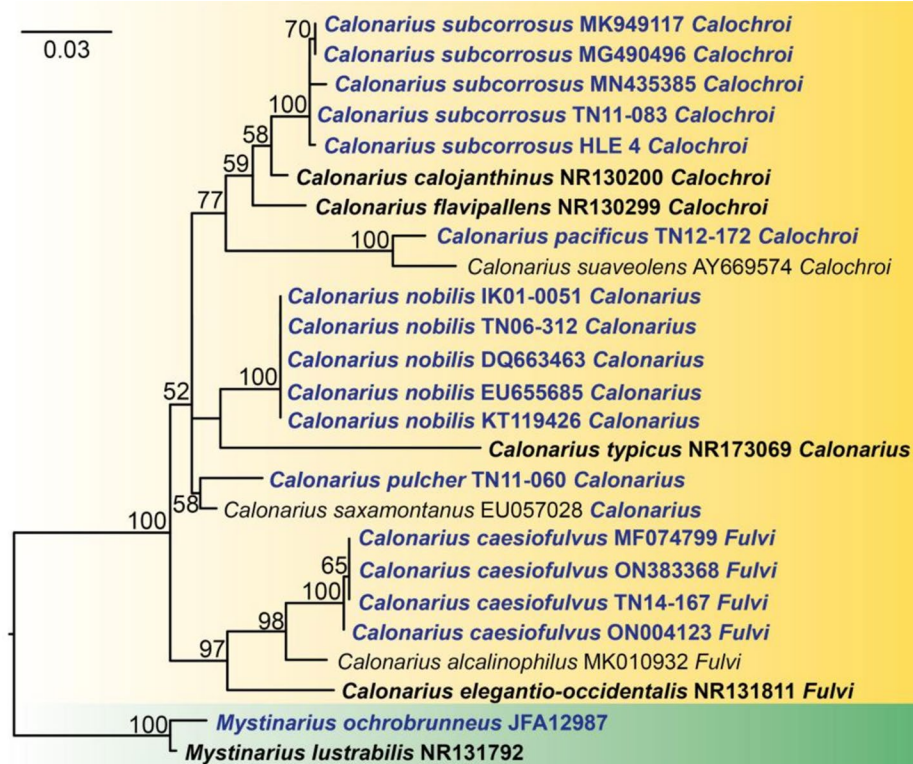 0.03
70
Calonarius subcorrosus MK949117 Calochroi
Calonarius subcorrosus MG490496 Calochroi
Calonarius subcorrosus MN435385 Calochroi
100
Calonarius subcorrosus TN11-083 Calochroi
58
Calonarius subcorrosus HLE 4 Calochroi
59
Calonarius calojanthinus NR130200 Calochroi
77
Calonarius flavipallens NR130299 Calochroi
100
Calonarius pacificus TN12-172 Calochroi
Calonarius suaveolens AY669574 Calochroi
Calonarius nobilis IK01-0051 Calonarius
Calonarius nobilis TN06-312 Calonarius
Calonarius nobilis DQ663463 Calonarius
100
52
Calonarius nobilis EU655685 Calonarius
Calonarius nobilis KT119426 Calonarius
Calonarius typicus NR173069 Calonarius
Calonarius pulcher TN11-060 Calonarius
58
Calonarius saxamontanus EU057028 Calonarius
100
Calonarius caesiofulvus MF074799 Fulvi
65
Calonarius caesiofulvus ON383368 Fulvi
100
Calonarius caesiofulvus TN14-167 Fulvi
98
Calonarius caesiofulvus ON004123 Fulvi
97
Calonarius alcalinophilus MK010932 Fulvi
Calonarius elegantio-occidentalis NR131811 Fulvi
100
Mystinarius ochrobrunneus JFA12987
Mystinarius lustrabilis NR131792